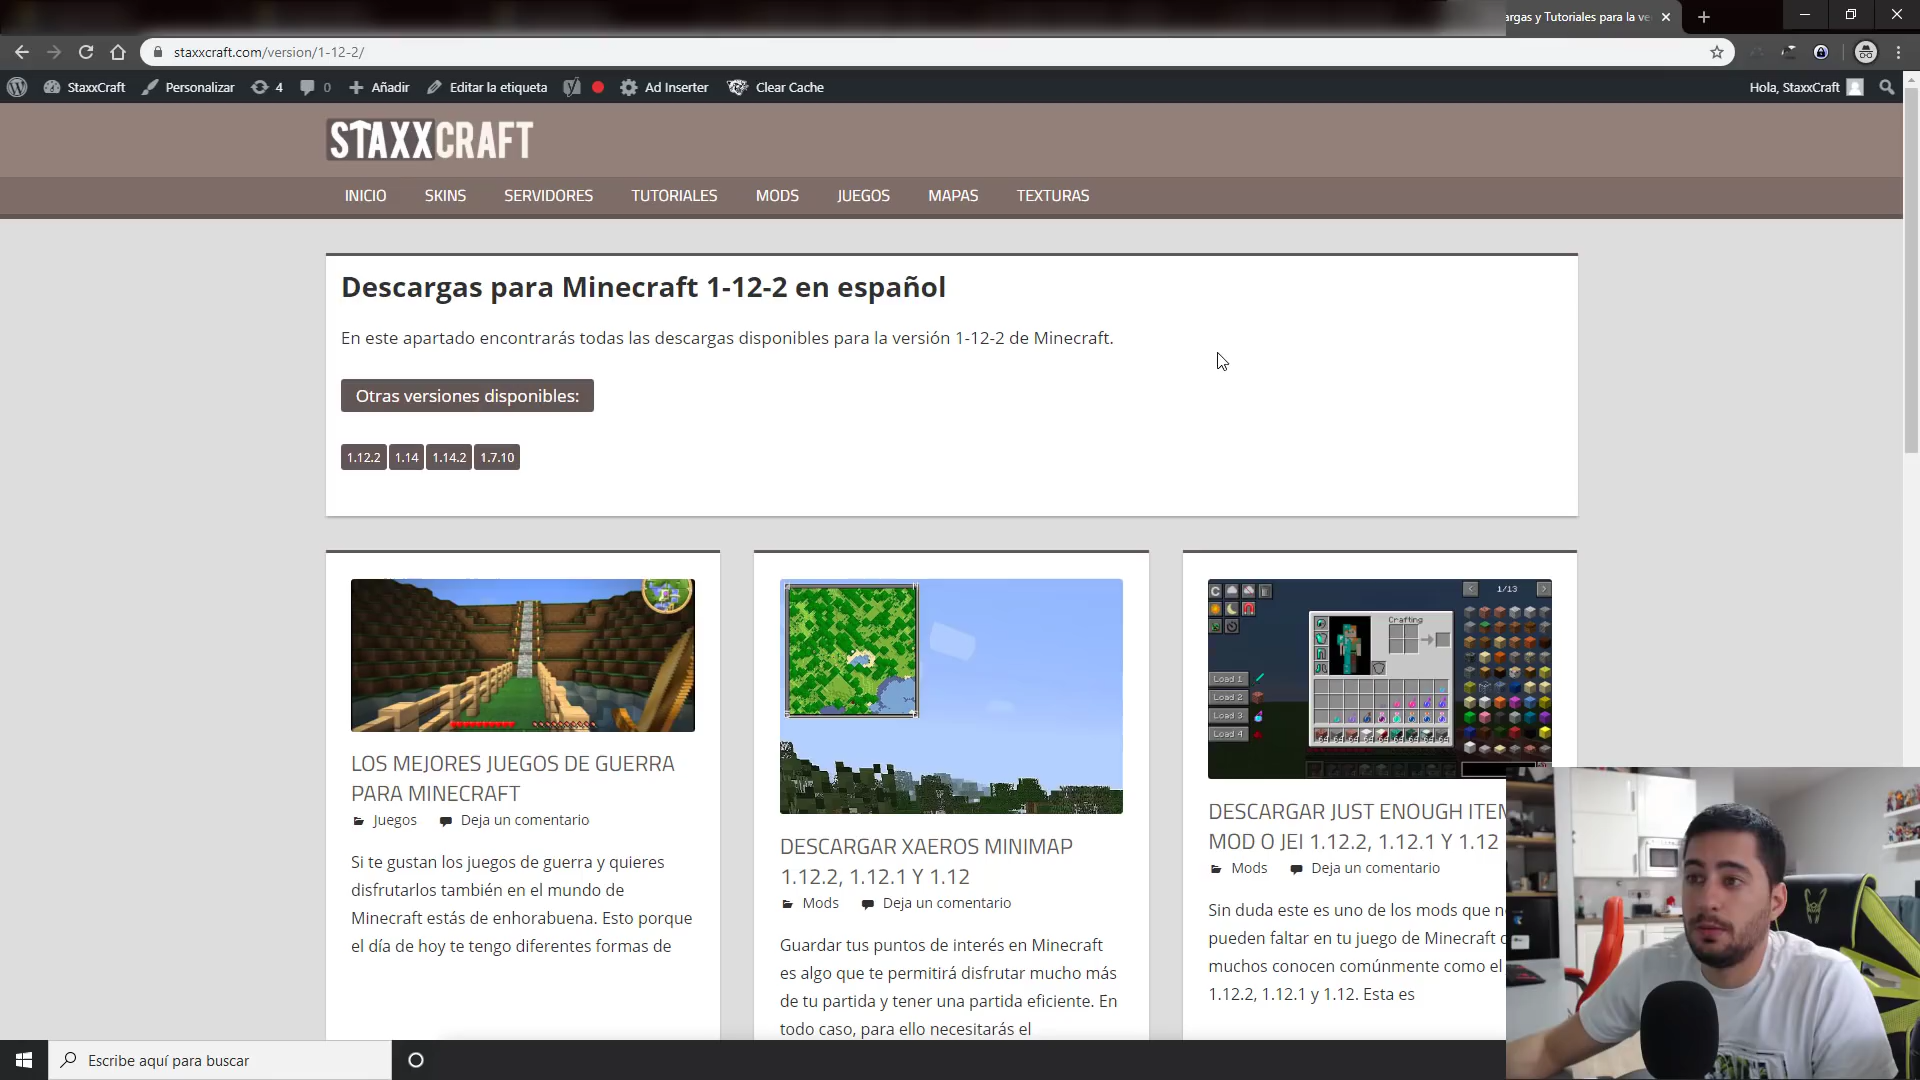 argas y Tutoriales para la ve
staxxcraft.com/version/1-12-2/
StaxxCraft Personalizar 4 0 Añadir Editar la etiqueta Ad Inserter Clear Cache Hola, StaxxCraft
STAXXCRAFT
INICIO SKINS SERVIDORES TUTORIALES MODS JUEGOS MAPAS TEXTURAS
Descargas para Minecraft 1-12-2 en español
En este apartado encontrarás todas las descargas disponibles para la versión 1-12-2 de Minecraft.
Otras versiones disponibles:
1.12.2 1.14 1.14.2 1.7.10
LOS MEJORES JUEGOS DE GUERRA
PARA MINECRAFT
Juegos Deja un comentario
Si te gustan los juegos de guerra y quieres
disfrutarlos también en el mundo de
Minecraft estás de enhorabuena. Esto porque
el día de hoy te tengo diferentes formas de
DESCARGAR XAEROS MINIMAP
1.12.2, 1.12.1 Y 1.12
Mods Deja un comentario
Guardar tus puntos de interés en Minecraft
es algo que te permitirá disfrutar mucho más
de tu partida y tener una partida eficiente. En
todo caso, para ello necesitarás el
1/13
Crafting
Load 1
Load 2
Load 3
Load 4
DESCARGAR JUST ENOUGH ITEM
MOD O JEI 1.12.2, 1.12.1 Y 1.12
Mods Deja un comentario
Sin duda este es uno de los mods que n
pueden faltar en tu juego de Minecraft
muchos conocen comúnmente como el
1.12.2, 1.12.1 y 1.12. Esta es
Escribe aquí para buscar